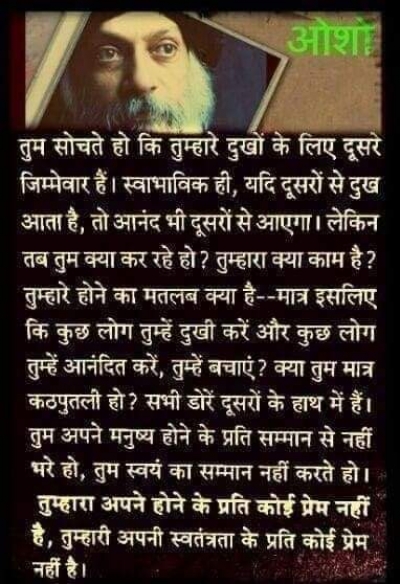 ओशो
तुम सोचते हो कि तुम्हारे दुखों के लिए दूसरे
जिम्मेवार हैं। स्वाभाविक ही, यदि दूसरों से दुख
आता है, तो आनंद भी दूसरों से आएगा। लेकिन
तब तुम क्या कर रहे हो? तुम्हारा क्या काम है?
तुम्हारे होने का मतलब क्या है--मात्र इसलिए
कि कुछ लोग तुम्हें दुखी करें और कुछ लोग
तुम्हें आनंदित करें, तुम्हें बचाएं? क्या तुम मात्र
कठपुतली हो? सभी डोरें दूसरों के हाथ में हैं।
तुम अपने मनुष्य होने के प्रति सम्मान से नहीं
भरे हो, तुम स्वयं का सम्मान नहीं करते हो।
तुम्हारा अपने होने के प्रति कोई प्रेम नहीं
है, तुम्हारी अपनी स्वतंत्रता के प्रति कोई प्रेम
नहीं है।